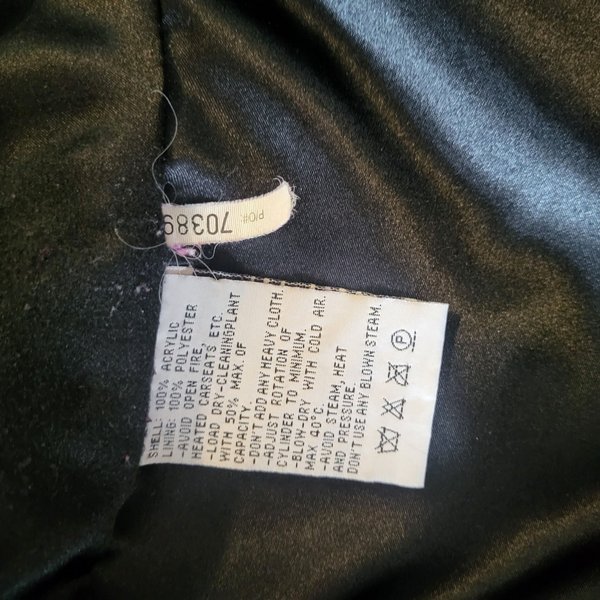 P/O#:
70389
SHELL: 100% ACRYLIC
LINING: 100% POLYESTER
-AVOID OPEN FIRE,
HEATED CARSEATS, ETC.
-LOAD DRY-CLEANINGPLANT
WITH 50% MAX. OF
CAPACITY.
-DON'T ADD ANY HEAVY CLOTH.
-ADJUST ROTATION OF
CYLINDER TO MINIMUM.
-BLOW-DRY WITH COLD AIR.
MAX 40°C.
-AVOID STEAM, HEAT
AND PRESSURE.
DON'T USE ANY BLOWN STEAM.
P